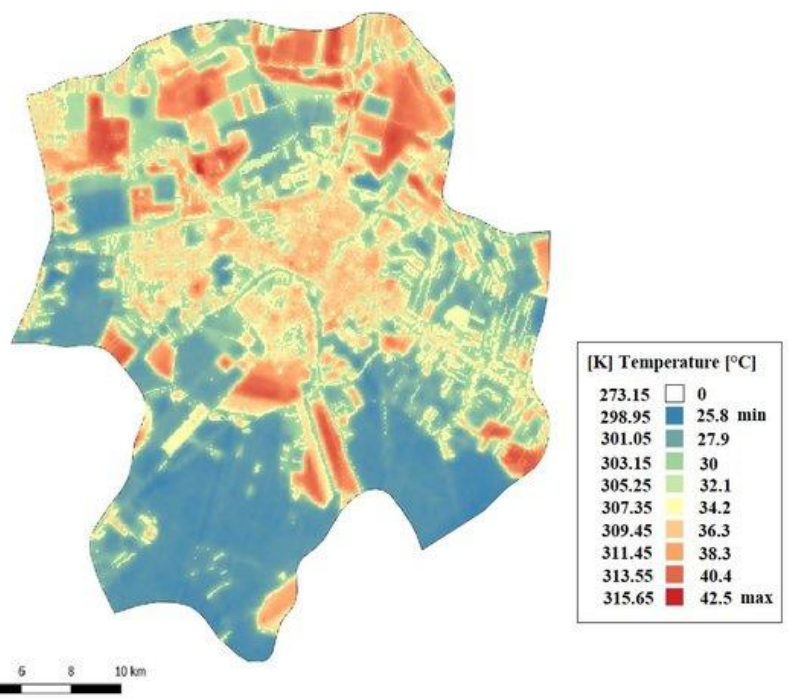 [K] Temperature [°C]
273.15 0
298.95 25.8 min
301.05 27.9
303.15 30
305.25 32.1
307.35 34.2
309.45 36.3
311.45 38.3
313.55 40.4
315.65 42.5 max
6 8 10 km